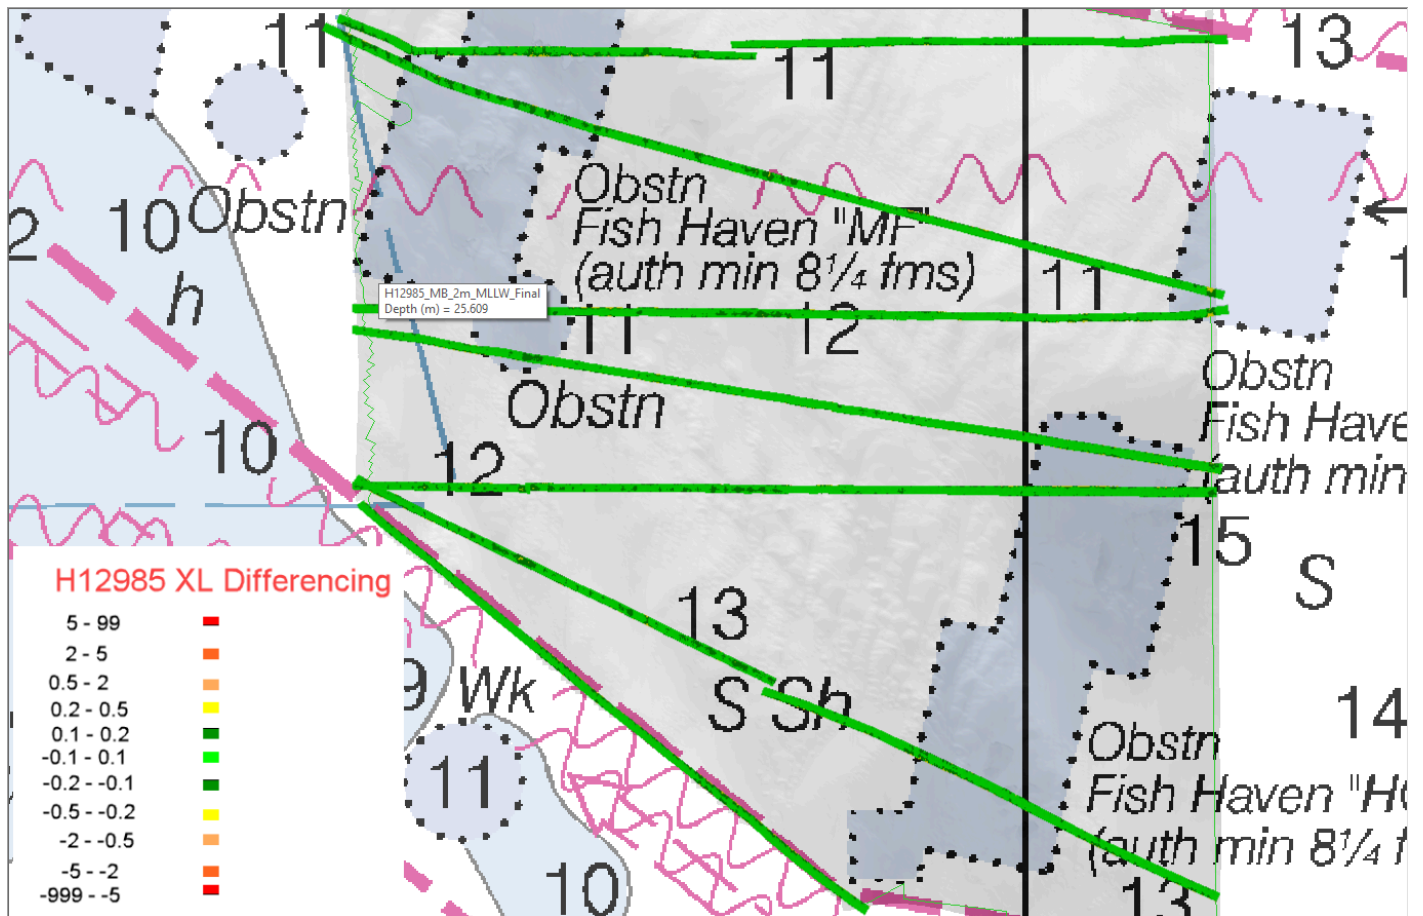 11
13
11
Obstn
Fish Haven "MF"
(auth min 8¼ fms)
2
10
Obstn
h
11
1
H12985_MB_2m_MLLW_Final
Depth (m) = 25.609
11
12
Obstn
Obstn
Fish Have
(auth min
10
12
15
S
H12985 XL Differencing
5 - 99
2 - 5
0.5 - 2
0.2 - 0.5
0.1 - 0.2
-0.1 - 0.1
-0.2 - -0.1
-0.5 - -0.2
-2 - -0.5
-5 - -2
-999 - -5
13
9
Wk
S Sh
14
11
Obstn
Fish Haven "H
(auth min 8¼ f
10
13